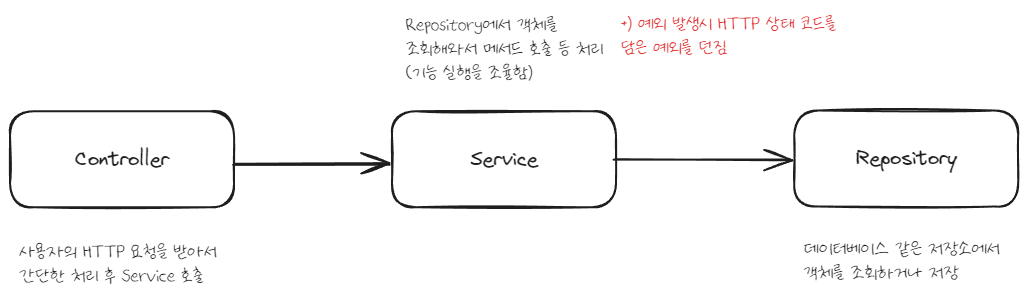 Repository에서 객체를
조회해와서 메서드 호출 등 처리
(기능 실행을 조율함)
+) 예외 발생시 HTTP 상태 코드를
담은 예외를 던짐
Controller
Service
Repository
사용자의 HTTP 요청을 받아서
간단한 처리 후 Service 호출
데이터베이스 같은 저장소에서
객체를 조회하거나 저장